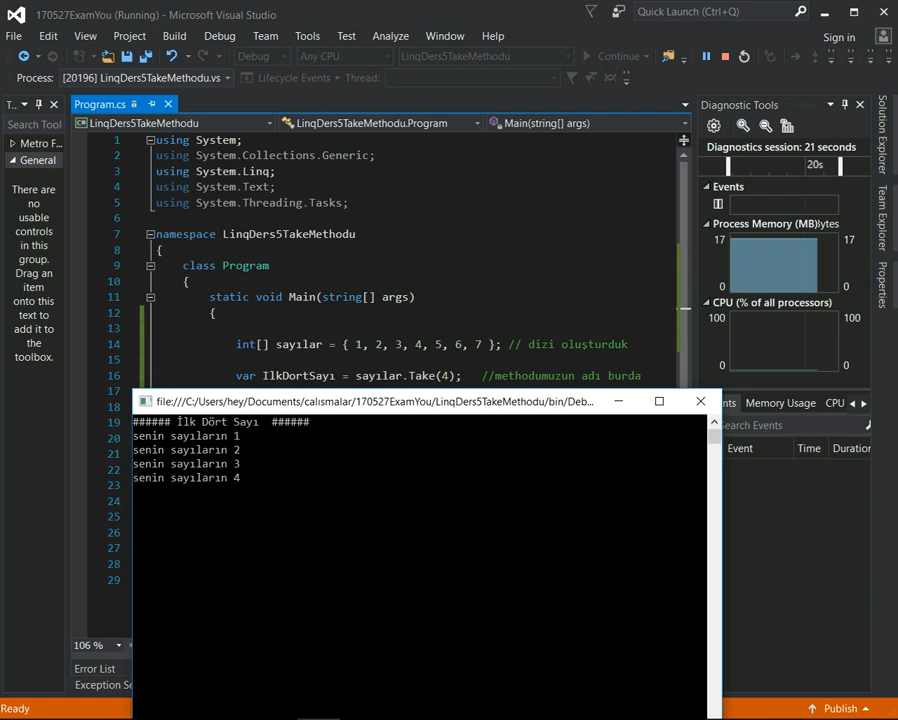 170527ExamYou (Running) - Microsoft Visual Studio
Quick Launch (Ctrl+Q)
File Edit View Project Build Debug Team Tools Test Analyze Window Help
Sign in
Debug Any CPU LinqDers5TakeMethodu Continue
Process: [20196] LinqDers5TakeMethodu.vs Lifecycle Events Thread:
T...
Search Tool
Metro F...
General
There are
no
usable
controls
in this
group.
Drag an
item
onto this
text to
add it to
the
toolbox.
Program.cs
LinqDers5TakeMethodu LinqDers5TakeMethodu.Program Main(string[] args)
1 using System;
2 using System.Collections.Generic;
3 using System.Linq;
4 using System.Text;
5 using System.Threading.Tasks;
6
7 namespace LinqDers5TakeMethodu
8 {
9 class Program
10 {
11 static void Main(string[] args)
12 {
13
14 int[] sayılar = { 1, 2, 3, 4, 5, 6, 7 }; // dizi oluşturduk
15
16 var IlkDortSayı = sayılar.Take(4); //methodumuzun adı burda
17
18
19
20
21
22
23
24
25
26
27
28
29
106 %
Error List
Exception Se
Ready
Publish
file:///C:/Users/hey/Documents/calısmalar/170527ExamYou/LinqDers5TakeMethodu/bin/Deb...
###### İlk Dört Sayı ######
senin sayıların 1
senin sayıların 2
senin sayıların 3
senin sayıların 4
Diagnostic Tools
Diagnostics session: 21 seconds
20s
Events
Process Memory (MB)lytes
17 17
0 0
CPU (% of all processors)
100 100
0 0
nts Memory Usage CPU
earch Events
Event Time Duration
Solution Explorer
Team Explorer
Properties